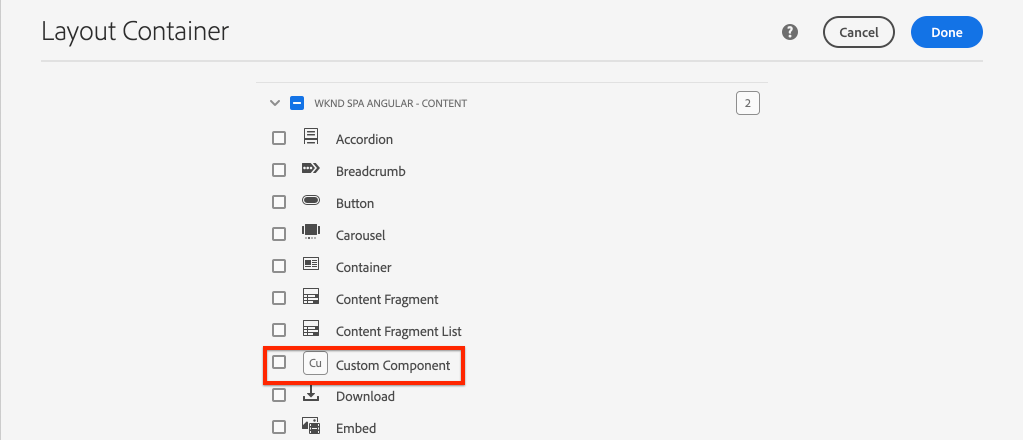 Layout Container
?
Cancel
Done
WKND SPA ANGULAR - CONTENT
2
Accordion
Breadcrumb
Button
Carousel
Container
Content Fragment
Content Fragment List
Cu Custom Component
Download
Embed